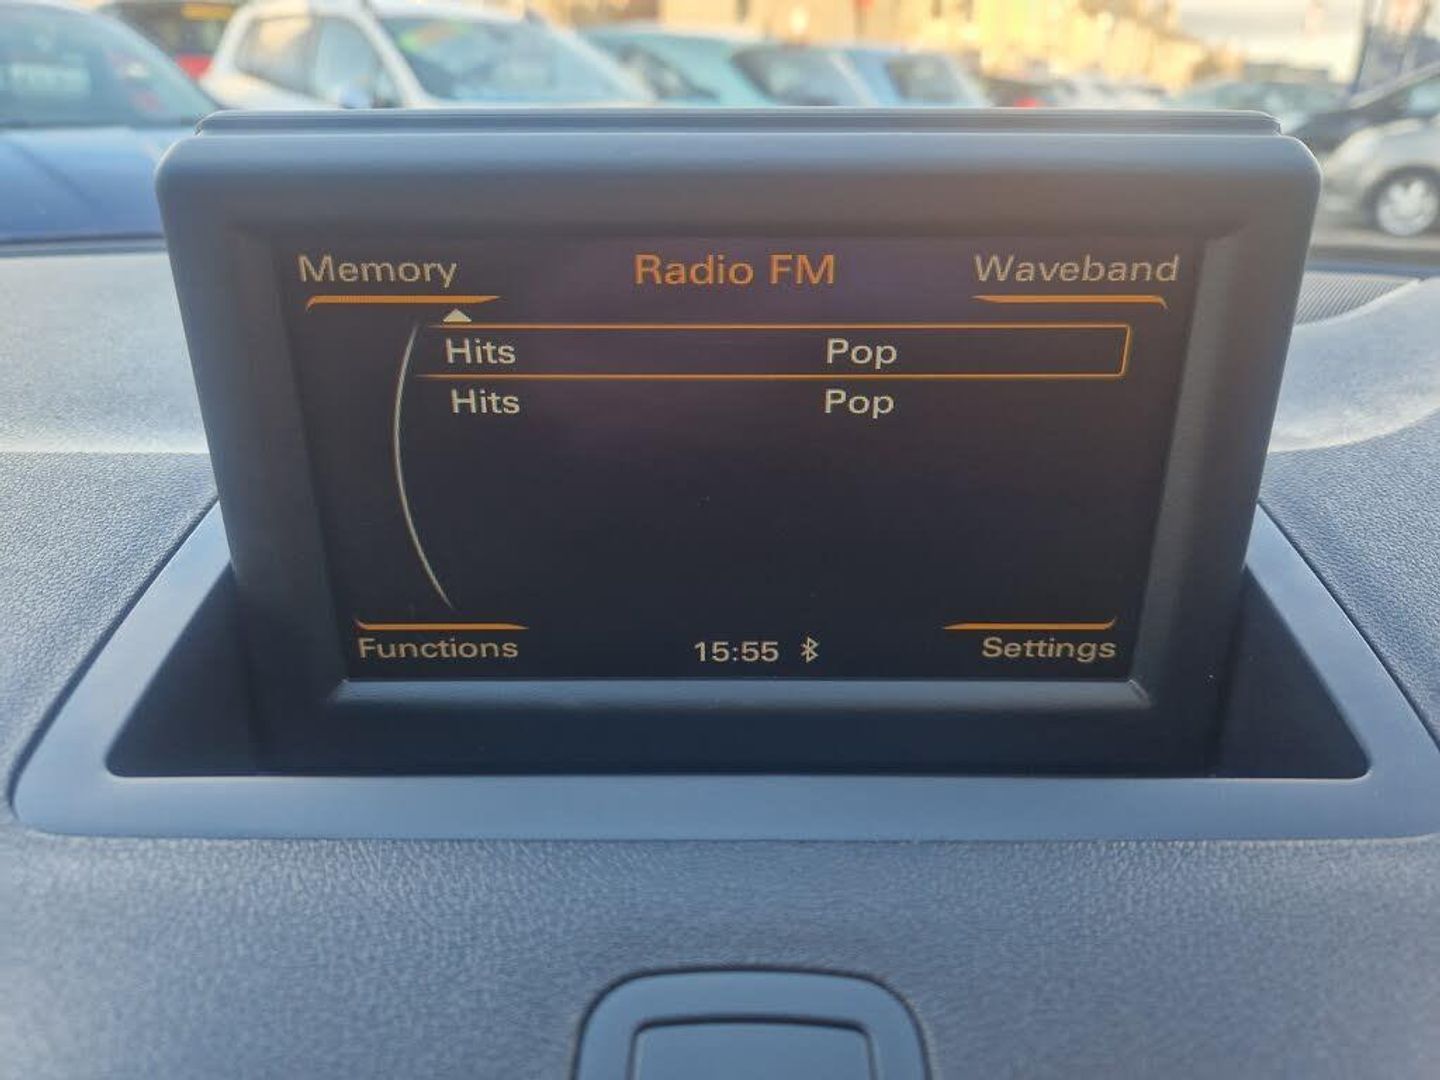 Memory Radio FM Waveband
Hits Pop
Hits Pop
Functions 15:55 Settings